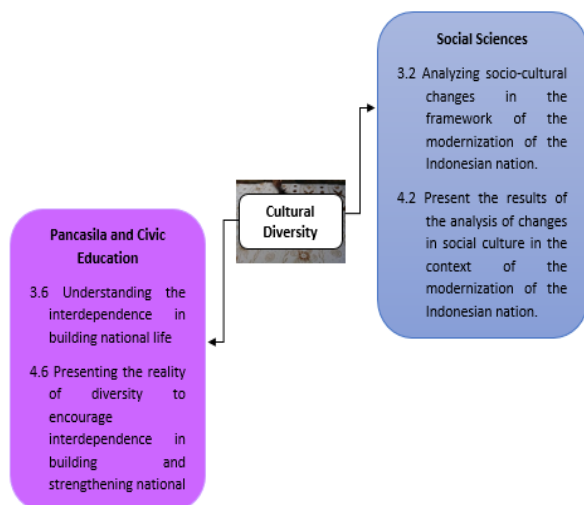 Social Sciences
3.2 Analyzing socio-cultural
changes in the
framework of the
modernization of the
Indonesian nation.
4.2 Present the results of
the analysis of changes
in social culture in the
context of the
modernization of the
Indonesian nation.
Cultural
Diversity
Pancasila and Civic
Education
3.6 Understanding the
interdependence in
building national life
4.6 Presenting the reality
of diversity to
encourage
interdependence in
building and
strengthening national